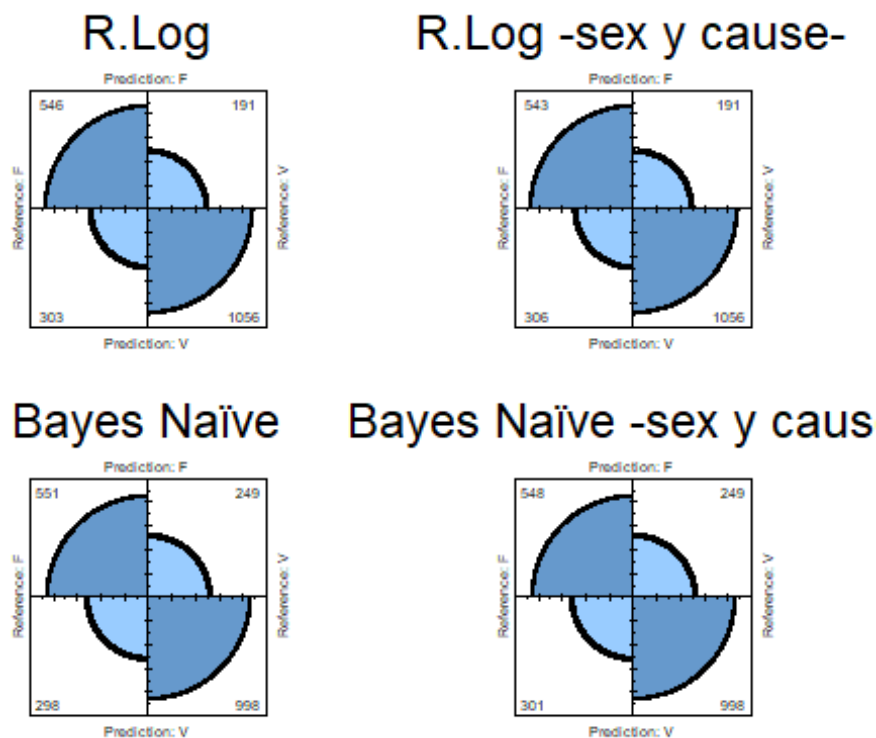 R.Log
Prediction: F
546 191
Reference: F
Reference: V
303 1056
Prediction: V
R.Log -sex y cause-
Prediction: F
543 191
Reference: F
Reference: V
306 1056
Prediction: V
Bayes Naïve
Prediction: F
551 249
Reference: F
Reference: V
298 998
Prediction: V
Bayes Naïve -sex y caus
Prediction: F
548 249
Reference: F
Reference: V
301 998
Prediction: V